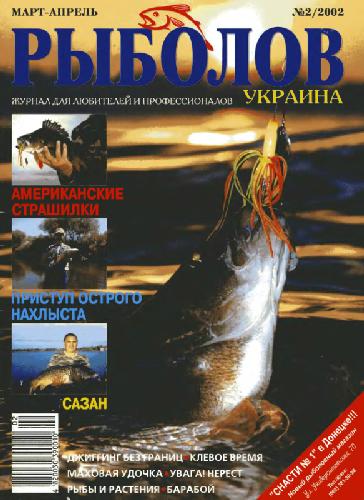 МАРТ-АПРЕЛЬ
№2/2002
РЫБОЛОВ
ЖУРНАЛ ДЛЯ ЛЮБИТЕЛЕЙ И ПРОФЕССИОНАЛОВ
УКРАИНА
АМЕРИКАНСКИЕ
СТРАШИЛКИ
ПРИСТУП ОСТРОГО
НАХЛЫСТА
САЗАН
ДЖИГГИНГ БЕЗ ГРАНИЦ • КЛЕВОЕ ВРЕМЯ
МАХОВАЯ УДОЧКА • УВАГА! НЕРЕСТ
РЫБЫ И РАСТЕНИЯ • БАРАБОЙ
"СНАСТИ № 1" в Донецке!!!